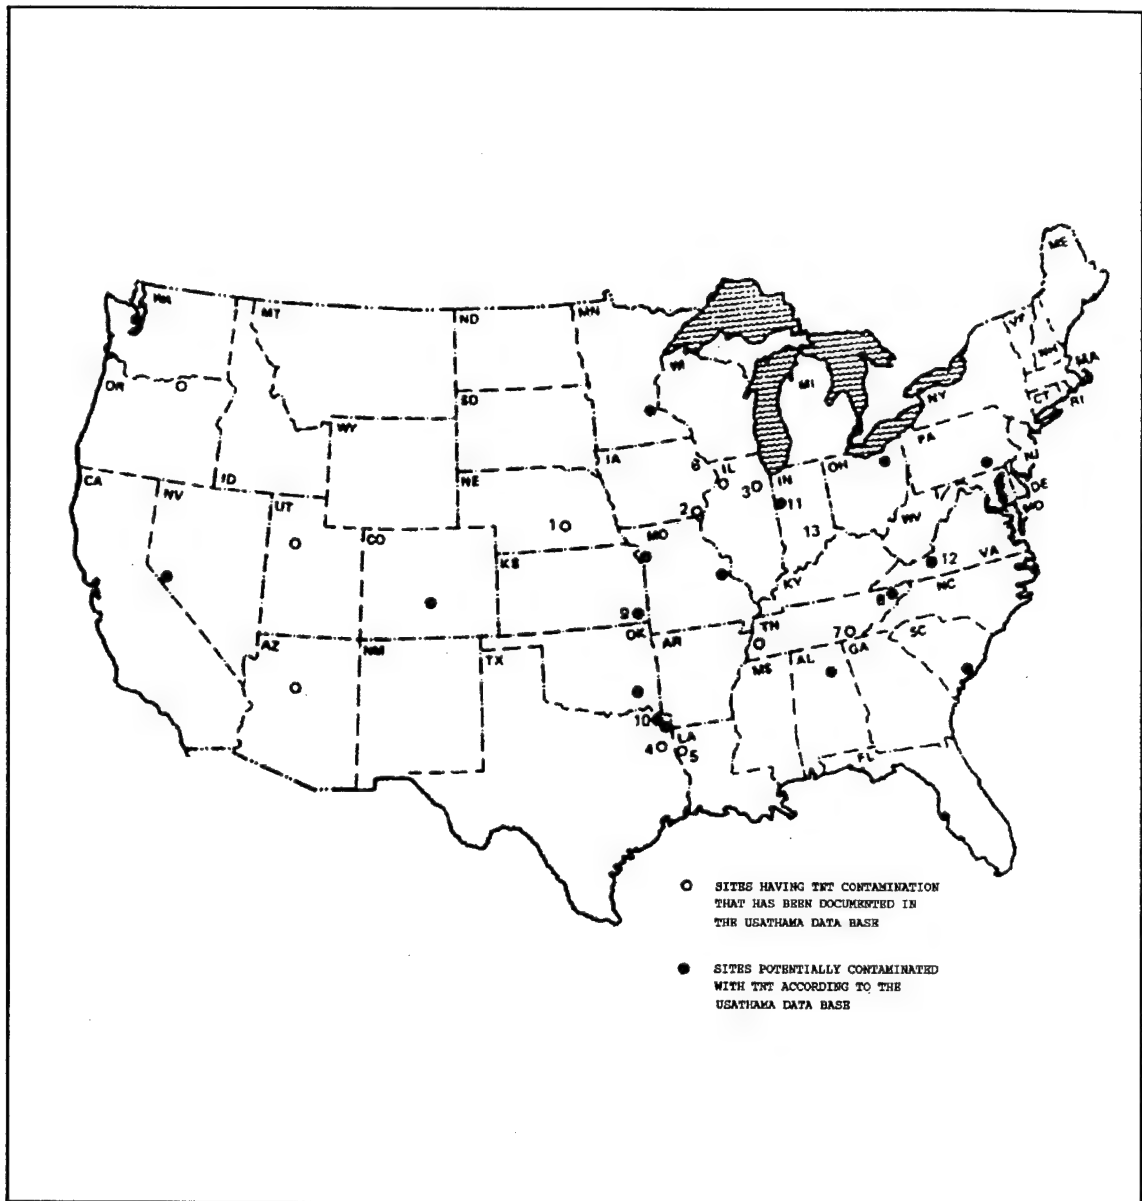 ME
WA
MT
ND
MN
VT
NH
MA
OR
WI
MI
NY
CT
RI
SD
WY
PA
ID
IA
6
IL
IN
OH
NJ
CA
NV
UT
NE
3
11
DE
MO
2
WV
1
CO
MO
13
KS
KY
12
VA
8
NC
9
OK
TN
7
GA
SC
AZ
NM
TX
AR
MS
AL
10
LA
4
5
FL
SITES HAVING TNT CONTAMINATION
THAT HAS BEEN DOCUMENTED IN
THE USATHAMA DATA BASE
SITES POTENTIALLY CONTAMINATED
WITH TNT ACCORDING TO THE
USATHAMA DATA BASE